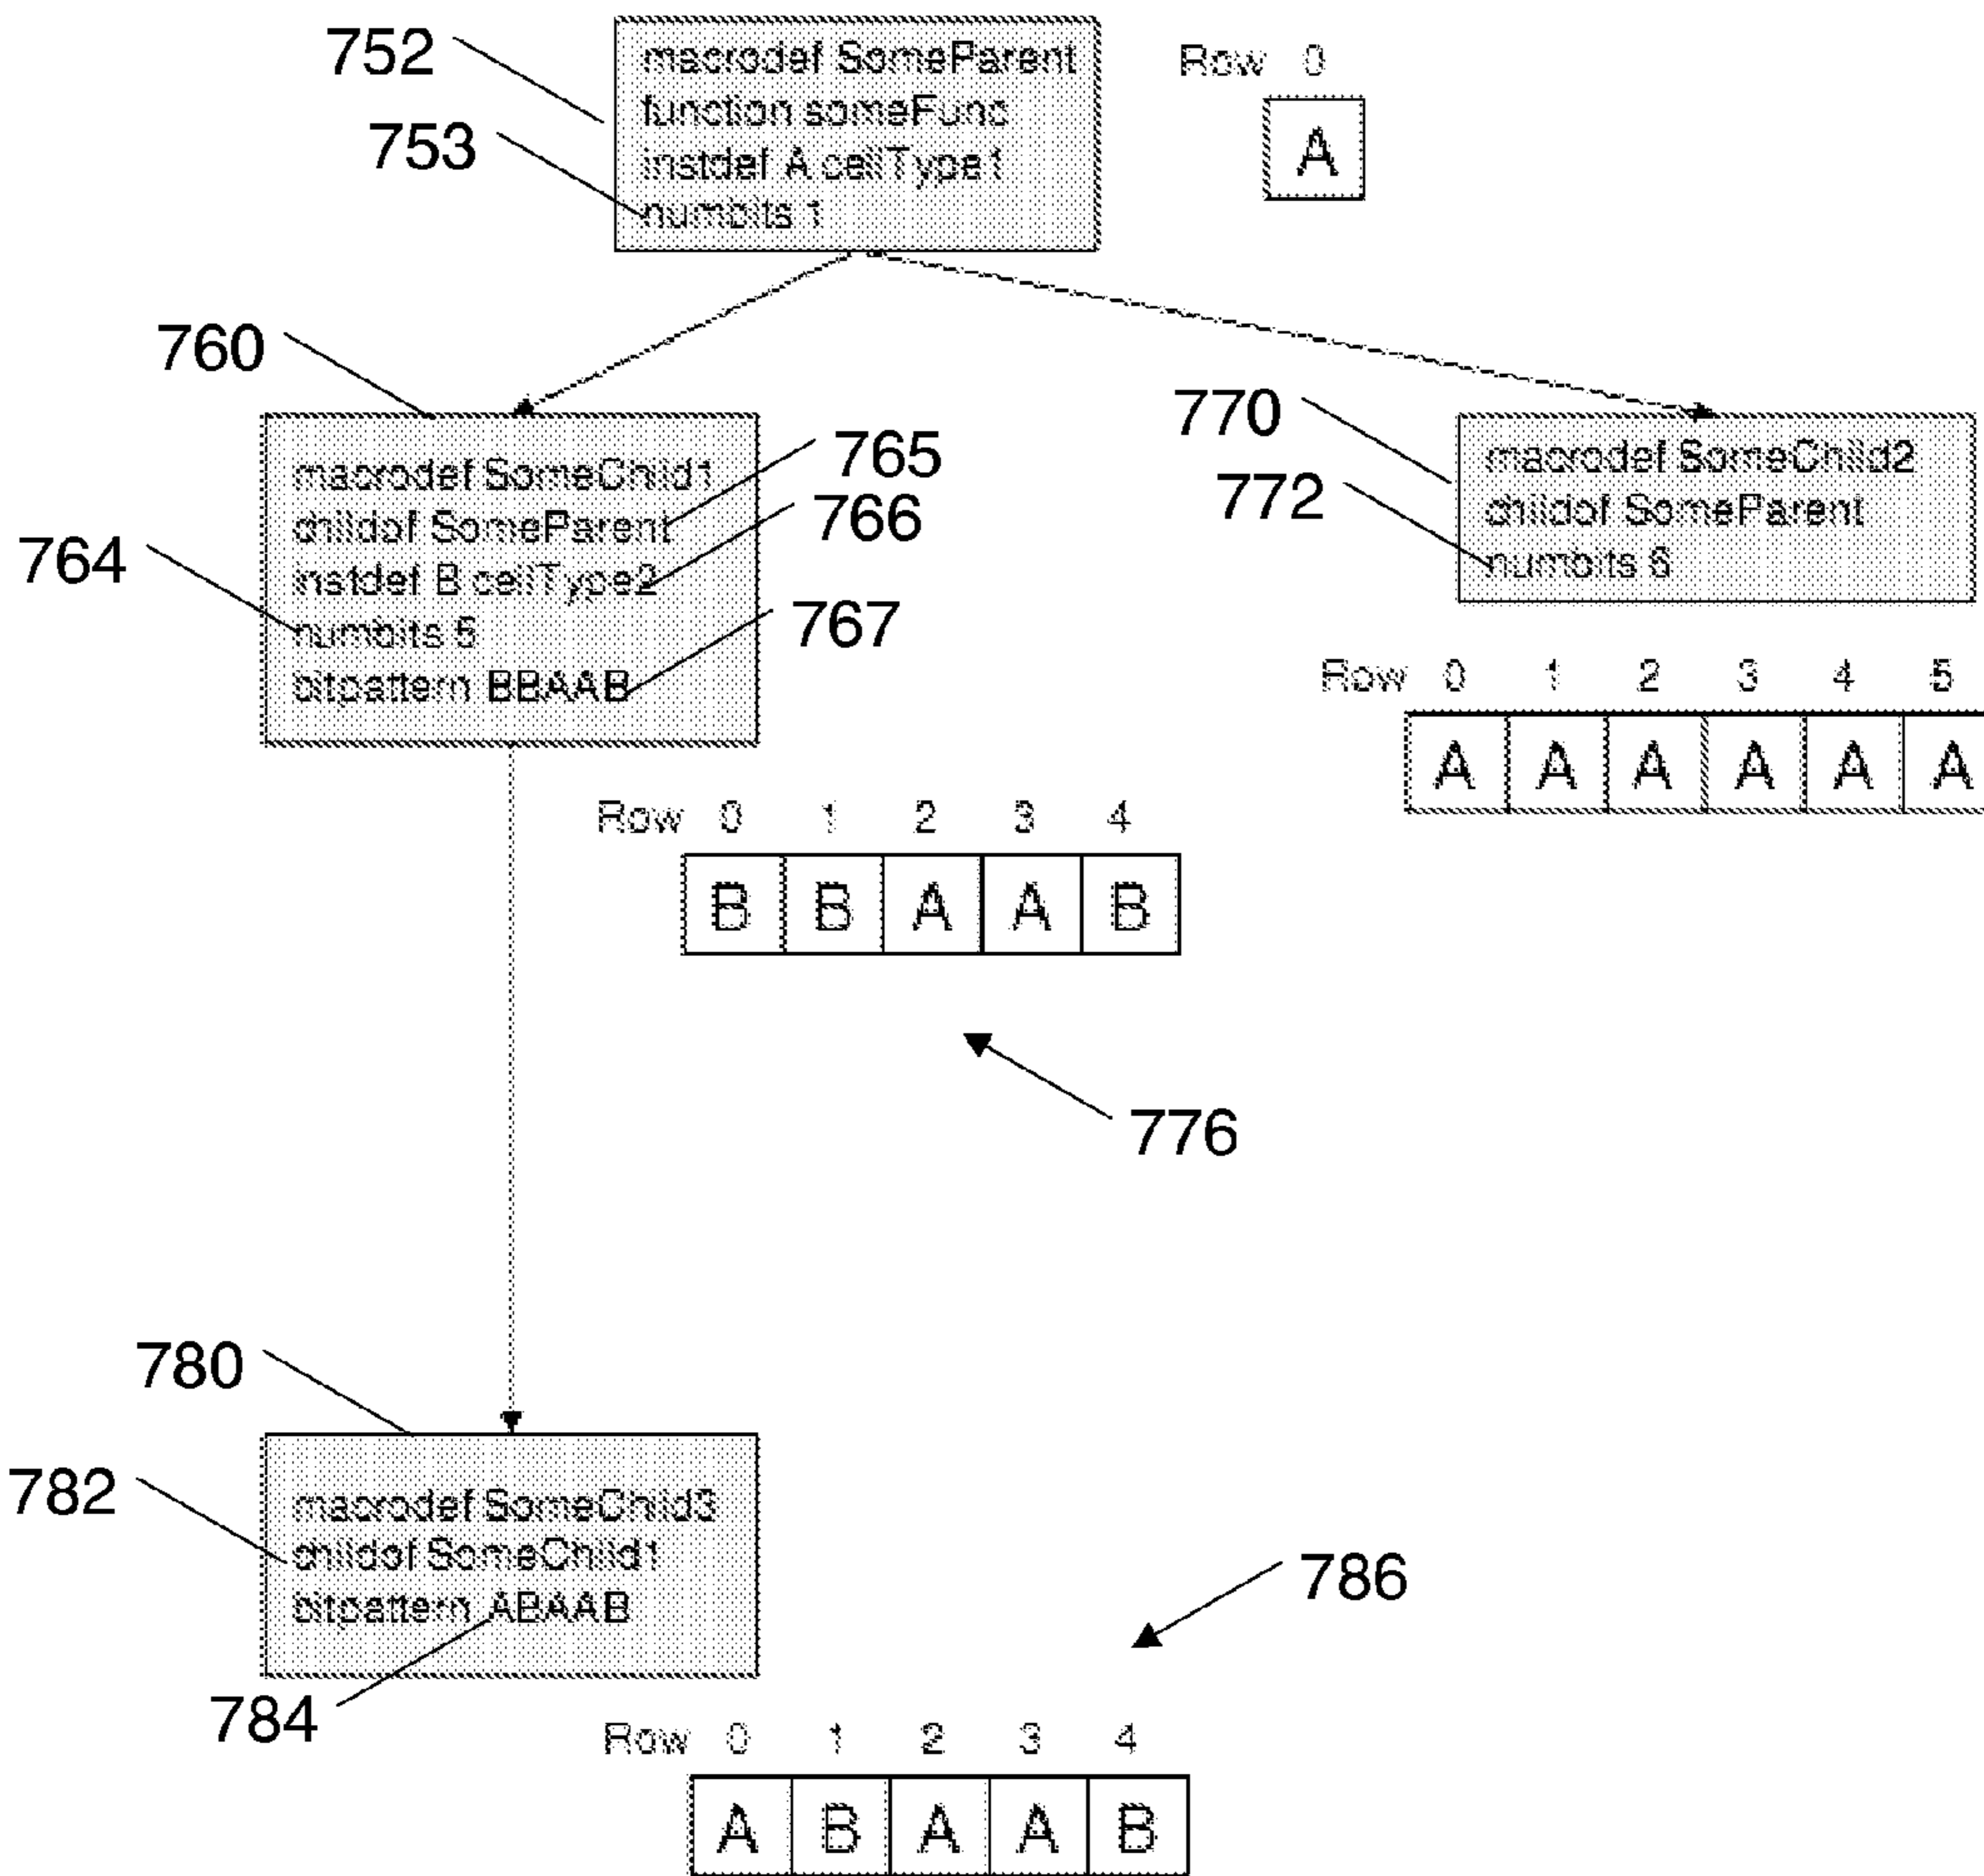 752
macrodef SomeParent
function someFunc
instdef A cellType1
numbits 1
753
Row 0
A
760
macrodef SomeChild1
childof SomeParent
instdef B cellType2
numbits 5
bitpattern BBAAB
765
766
764
767
770
772
macrodef SomeChild2
childof SomeParent
numbits 6
Row 0 1 2 3 4 5
A A A A A A
Row 0 1 2 3 4
B B A A B
776
780
782
macrodef SomeChild3
childof SomeChild1
bitpattern ABAAB
784
786
Row 0 1 2 3 4
A B A A B